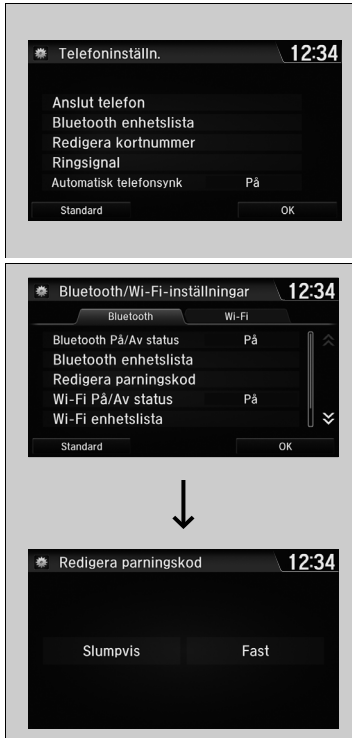 Telefoninställn. 12:34
Anslut telefon
Bluetooth enhetslista
Redigera kortnummer
Ringsignal
Automatisk telefonsynk På
Standard OK
Bluetooth/Wi-Fi-inställningar 12:34
Bluetooth Wi-Fi
Bluetooth På/Av status På
Bluetooth enhetslista
Redigera parningskod
Wi-Fi På/Av status På
Wi-Fi enhetslista
Standard OK
Redigera parningskod 12:34
Slumpvis Fast